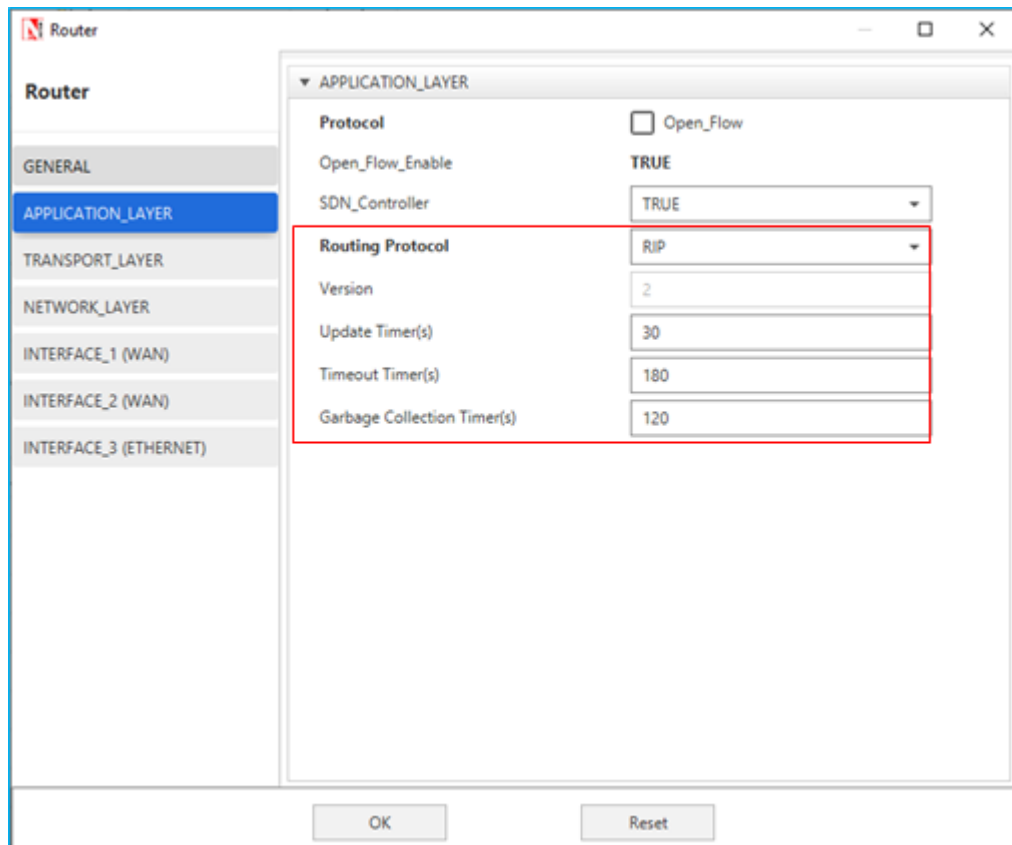 Router
Router
GENERAL
APPLICATION_LAYER
TRANSPORT_LAYER
NETWORK_LAYER
INTERFACE_1 (WAN)
INTERFACE_2 (WAN)
INTERFACE_3 (ETHERNET)
APPLICATION_LAYER
Protocol Open_Flow
Open_Flow_Enable TRUE
SDN_Controller TRUE
Routing Protocol RIP
Version 2
Update Timer(s) 30
Timeout Timer(s) 180
Garbage Collection Timer(s) 120
OK Reset